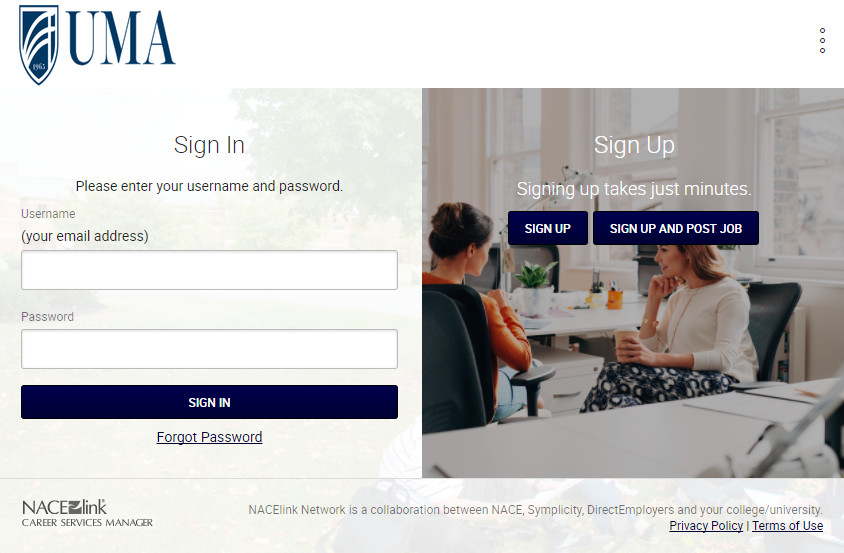 UMA
1965
Sign In
Please enter your username and password.
Username
(your email address)
Password
SIGN IN
Forgot Password
Sign Up
Signing up takes just minutes.
SIGN UP
SIGN UP AND POST JOB
NACElink
CAREER SERVICES MANAGER
NACElink Network is a collaboration between NACE, Symplicity, DirectEmployers and your college/university.
Privacy Policy | Terms of Use